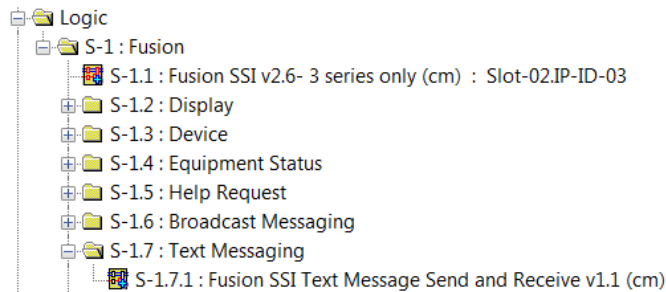 Logic
S-1 : Fusion
S-1.1 : Fusion SSI v2.6- 3 series only (cm)  :  Slot-02.IP-ID-03
S-1.2 : Display
S-1.3 : Device
S-1.4 : Equipment Status
S-1.5 : Help Request
S-1.6 : Broadcast Messaging
S-1.7 : Text Messaging
S-1.7.1 : Fusion SSI Text Message Send and Receive v1.1 (cm)